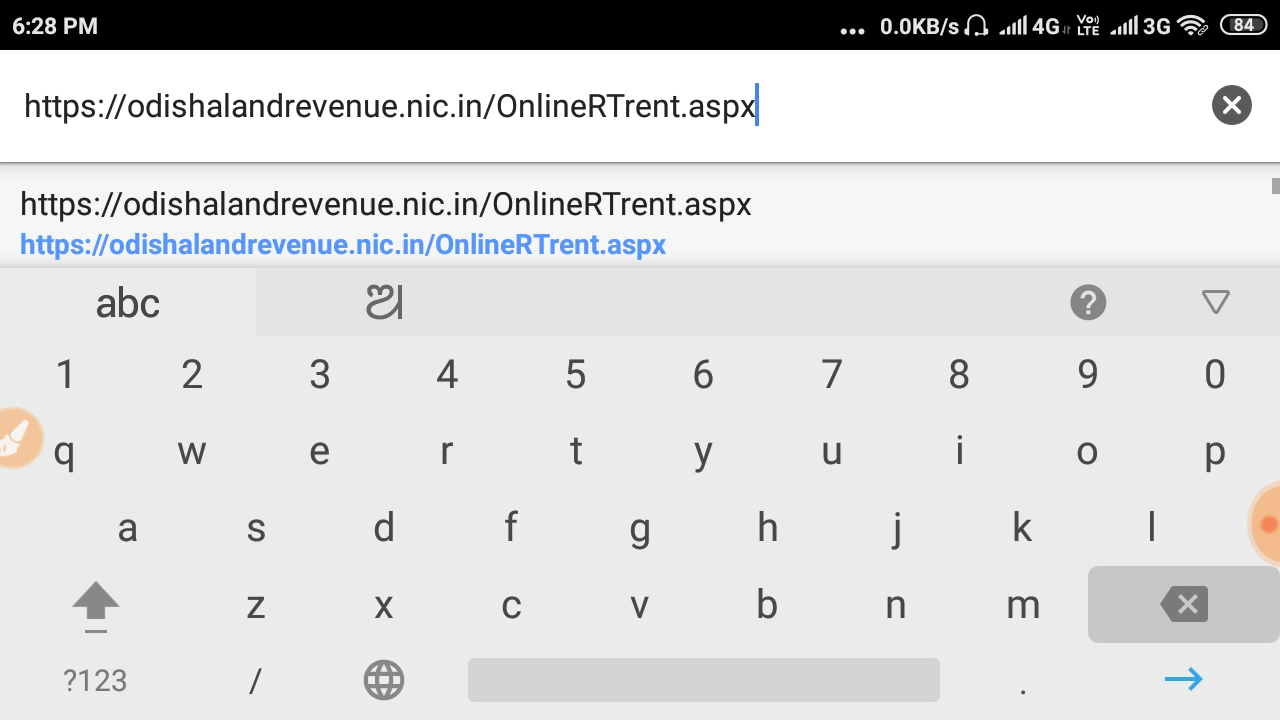 6:28 PM ... 0.0KB/s 4G Vo)) LTE 3G 84
https://odishalandrevenue.nic.in/OnlineRTrent.aspx
https://odishalandrevenue.nic.in/OnlineRTrent.aspx
https://odishalandrevenue.nic.in/OnlineRTrent.aspx
abc ଅ ?
1 2 3 4 5 6 7 8 9 0
q w e r t y u i o p
a s d f g h j k l
z x c v b n m
?123 / .